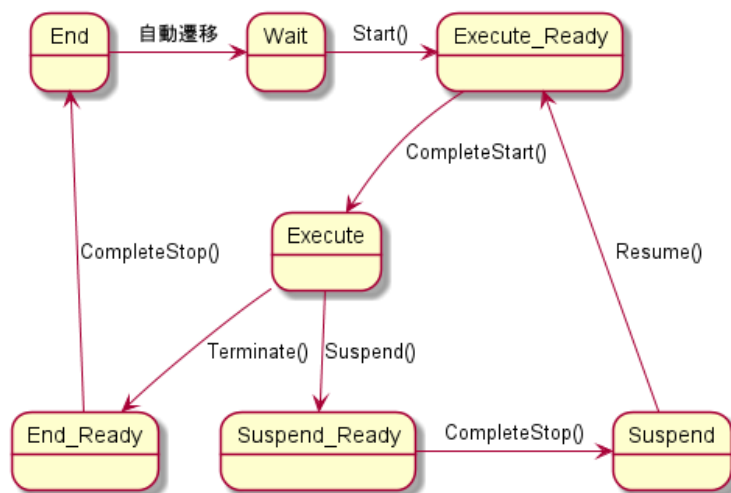 End
自動遷移
Wait
Start()
Execute_Ready
CompleteStart()
Execute
CompleteStop()
Resume()
Terminate()
Suspend()
End_Ready
Suspend_Ready
CompleteStop()
Suspend